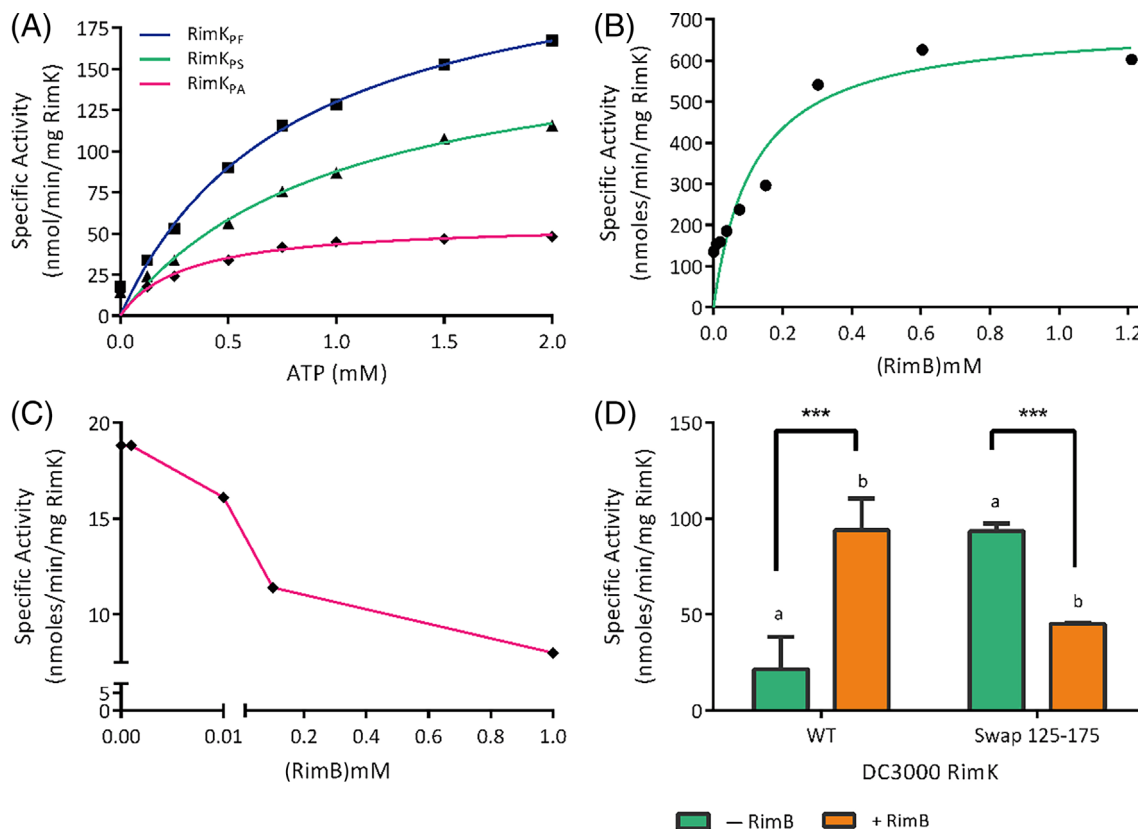 (A)
RimKPF
RimKPS
RimKPA
Specific Activity
(nmol/min/mg RimK)
175
150
125
100
75
50
25
0
0.0 0.5 1.0 1.5 2.0
ATP (mM)
(B)
Specific Activity
(nmoles/min/mg RimK)
700
600
500
400
300
200
100
0
0.0 0.2 0.4 0.6 0.8 1.0 1.2
(RimB)mM
(C)
Specific Activity
(nmoles/min/mg RimK)
20
15
10
5
0
0.00 0.01 0.2 0.4 0.6 0.8 1.0
(RimB)mM
(D)
Specific Activity
(nmoles/min/mg RimK)
150
100
50
0
*** ***
a b a b
WT Swap 125-175
DC3000 RimK
– RimB + RimB